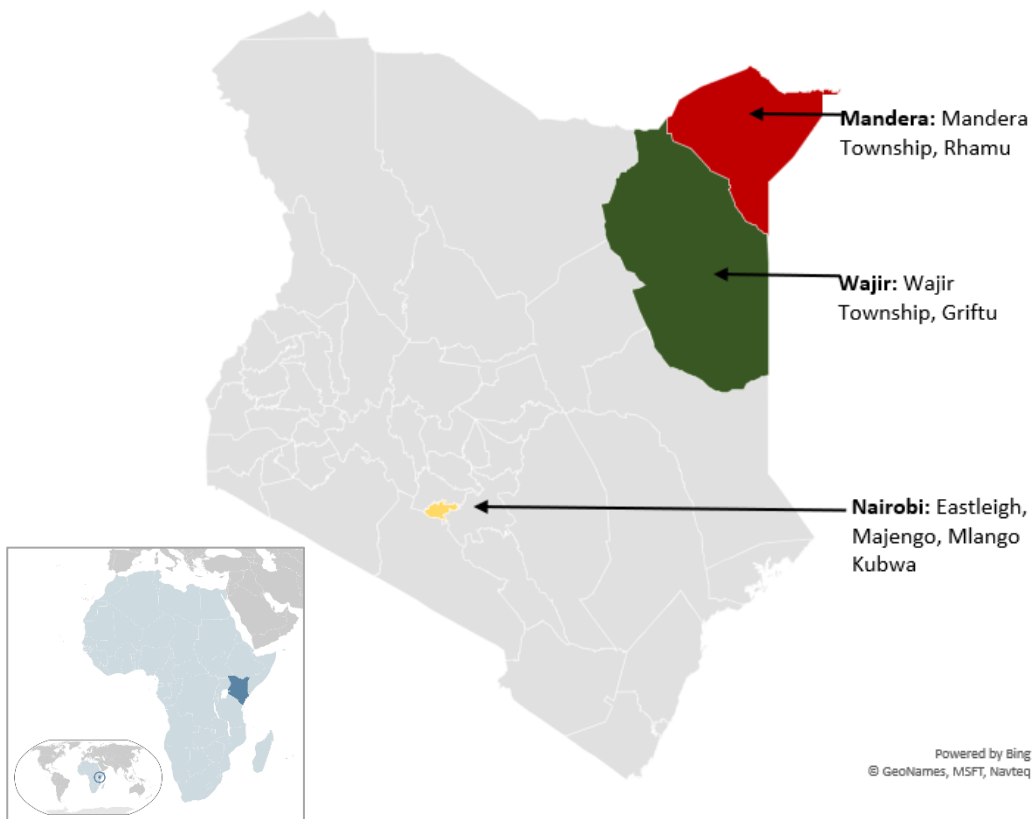 Mandera: Mandera
Township, Rhamu
Wajir: Wajir
Township, Griftu
Nairobi: Eastleigh,
Majengo, Mlango
Kubwa
Powered by Bing
© GeoNames, MSFT, Navteq